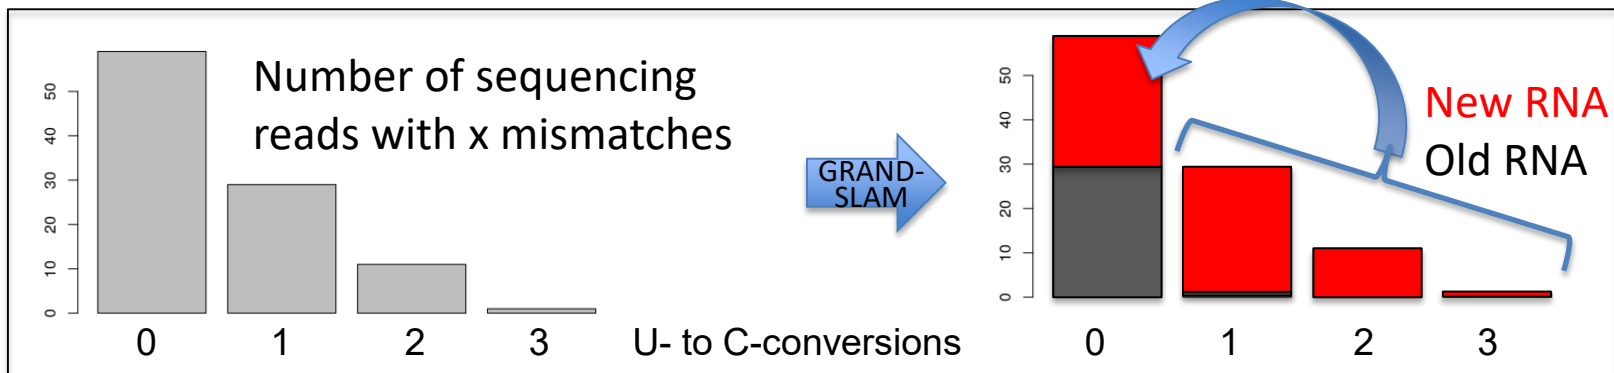 Number of sequencing
reads with x mismatches
50
40
30
20
10
0
0 1 2 3 U- to C-conversions
GRAND-
SLAM
50
40
30
20
10
0
New RNA
Old RNA
0 1 2 3